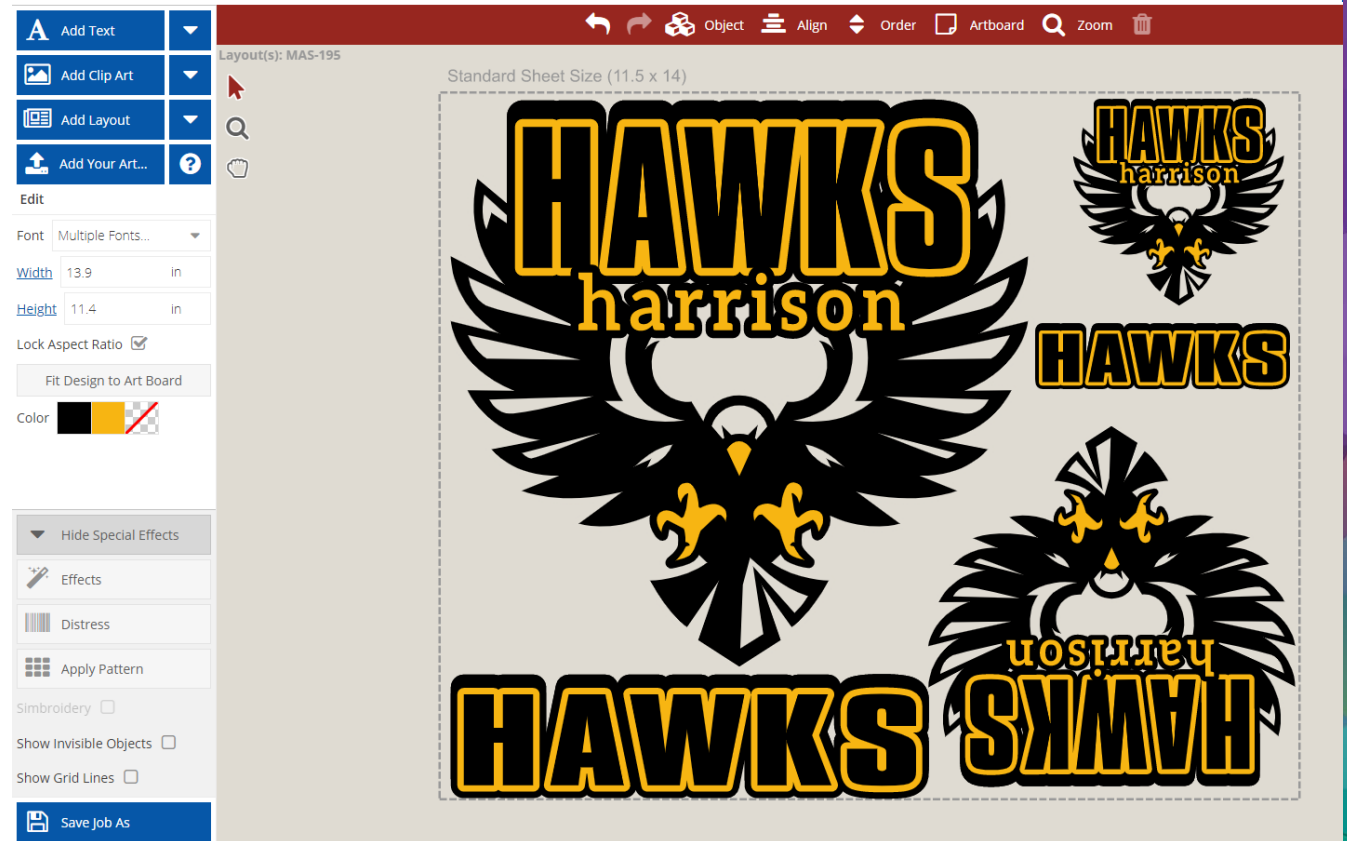 Object Align Order Artboard Zoom
Add Text
Add Clip Art
Add Layout
Add Your Art... ?
Edit
Font Multiple Fonts...
Width 13.9 in
Height 11.4 in
Lock Aspect Ratio
Fit Design to Art Board
Color
Hide Special Effects
Effects
Distress
Apply Pattern
Simbroidery
Show Invisible Objects
Show Grid Lines
Save Job As
Layout(s): MAS-195
Standard Sheet Size (11.5 x 14)
HAWKS
harrison
HAWKS
harrison
HAWKS
harrison
HAWKS
HAWKS